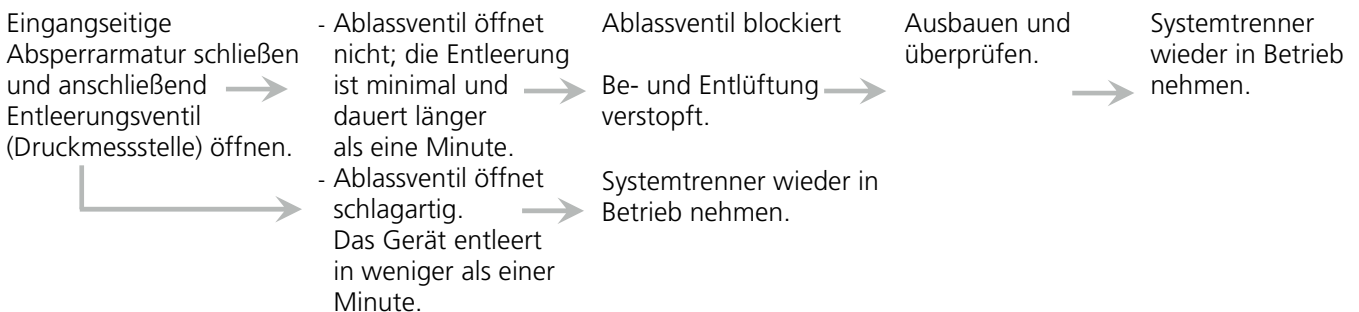 Eingangseitige
Absperrarmatur schließen
und anschließend
Entleerungsventil
(Druckmessstelle) öffnen.
- Ablassventil öffnet
nicht; die Entleerung
ist minimal und
dauert länger
als eine Minute.
- Ablassventil öffnet
schlagartig.
Das Gerät entleert
in weniger als einer
Minute.
Ablassventil blockiert
Be- und Entlüftung
verstopft.
Systemtrenner wieder in
Betrieb nehmen.
Ausbauen und
überprüfen.
Systemtrenner
wieder in Betrieb
nehmen.